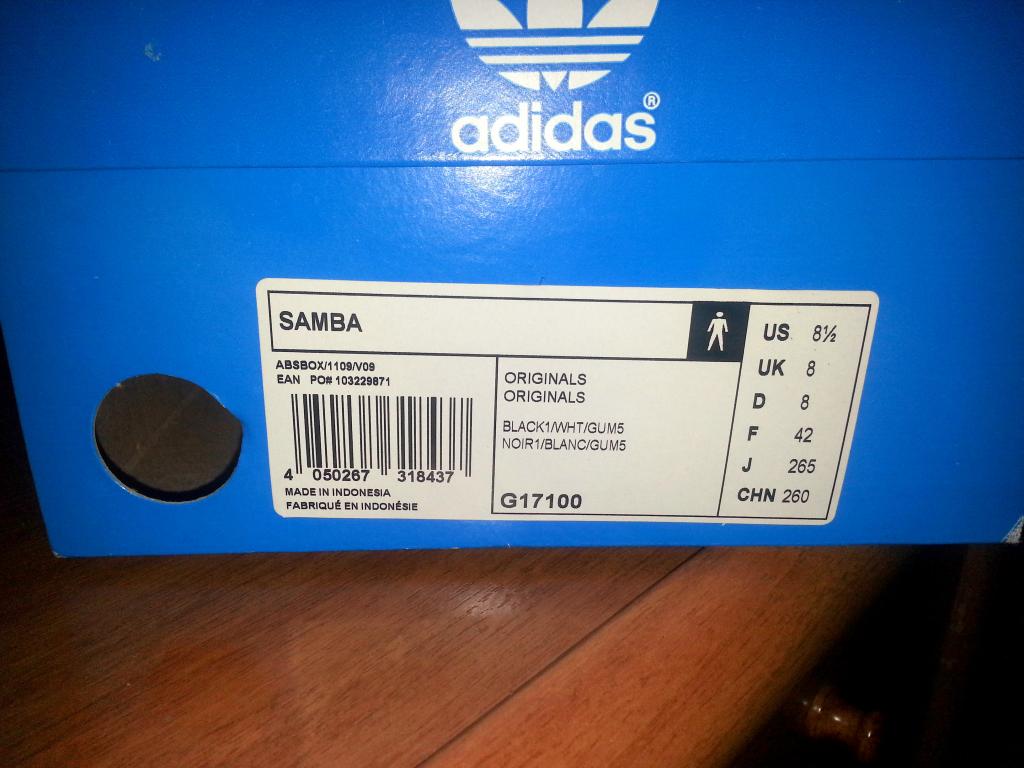 adidas®
SAMBA
ABSBOX/1109/V09
EAN PO# 103229871
4 050267 318437
MADE IN INDONESIA
FABRIQUÉ EN INDONÉSIE
ORIGINALS
ORIGINALS
BLACK1/WHT/GUM5
NOIR1/BLANC/GUM5
G17100
US 8½
UK 8
D 8
F 42
J 265
CHN 260